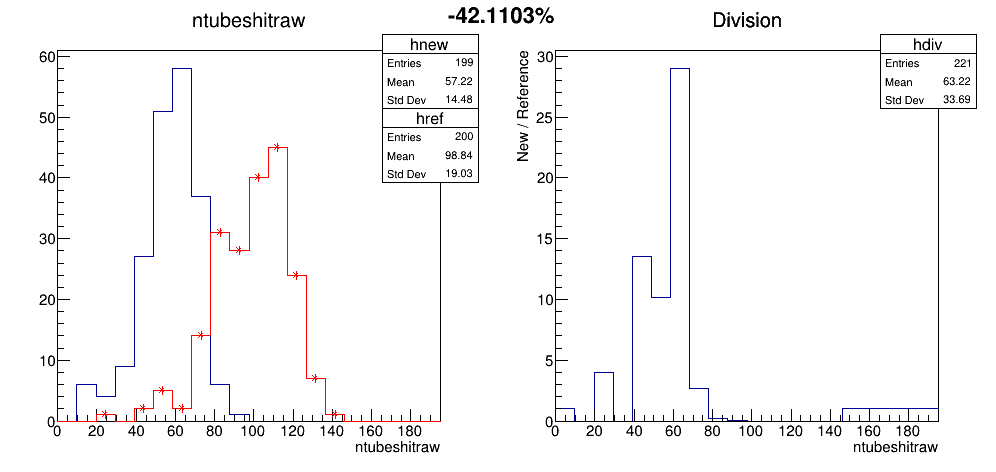 -42.1103%
ntubeshitraw
hnew
Entries 199
Mean 57.22
Std Dev 14.48
href
Entries 200
Mean 98.84
Std Dev 19.03
60
50
40
30
20
10
0
0 20 40 60 80 100 120 140 160 180
ntubeshitraw
Division
hdiv
Entries 221
Mean 63.22
Std Dev 33.69
New / Reference
30
25
20
15
10
5
0
0 20 40 60 80 100 120 140 160 180
ntubeshitraw